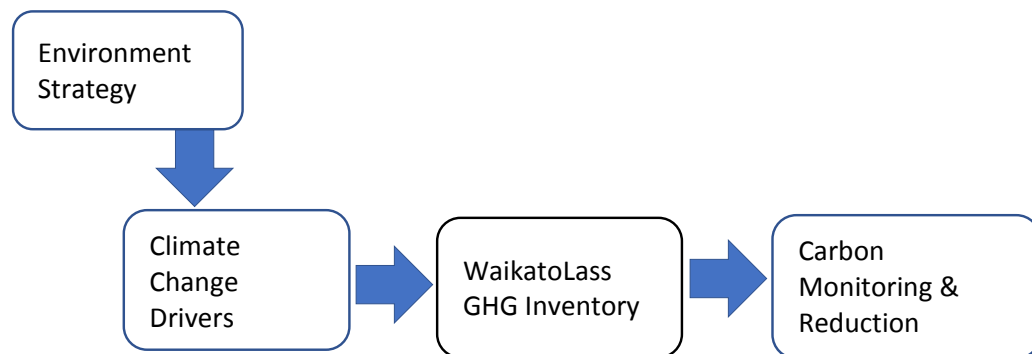 Environment
Strategy
Climate
Change
Drivers
WaikatoLass
GHG Inventory
Carbon
Monitoring &
Reduction